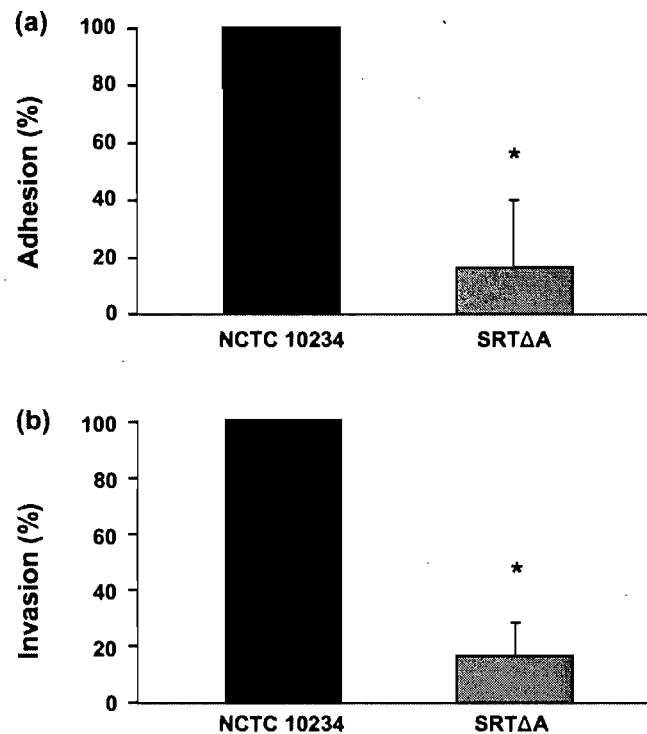 (a)
Adhesion (%)
100
80
60
40
20
0
*
NCTC 10234
SRTΔA
(b)
Invasion (%)
100
80
60
40
20
0
*
NCTC 10234
SRTΔA